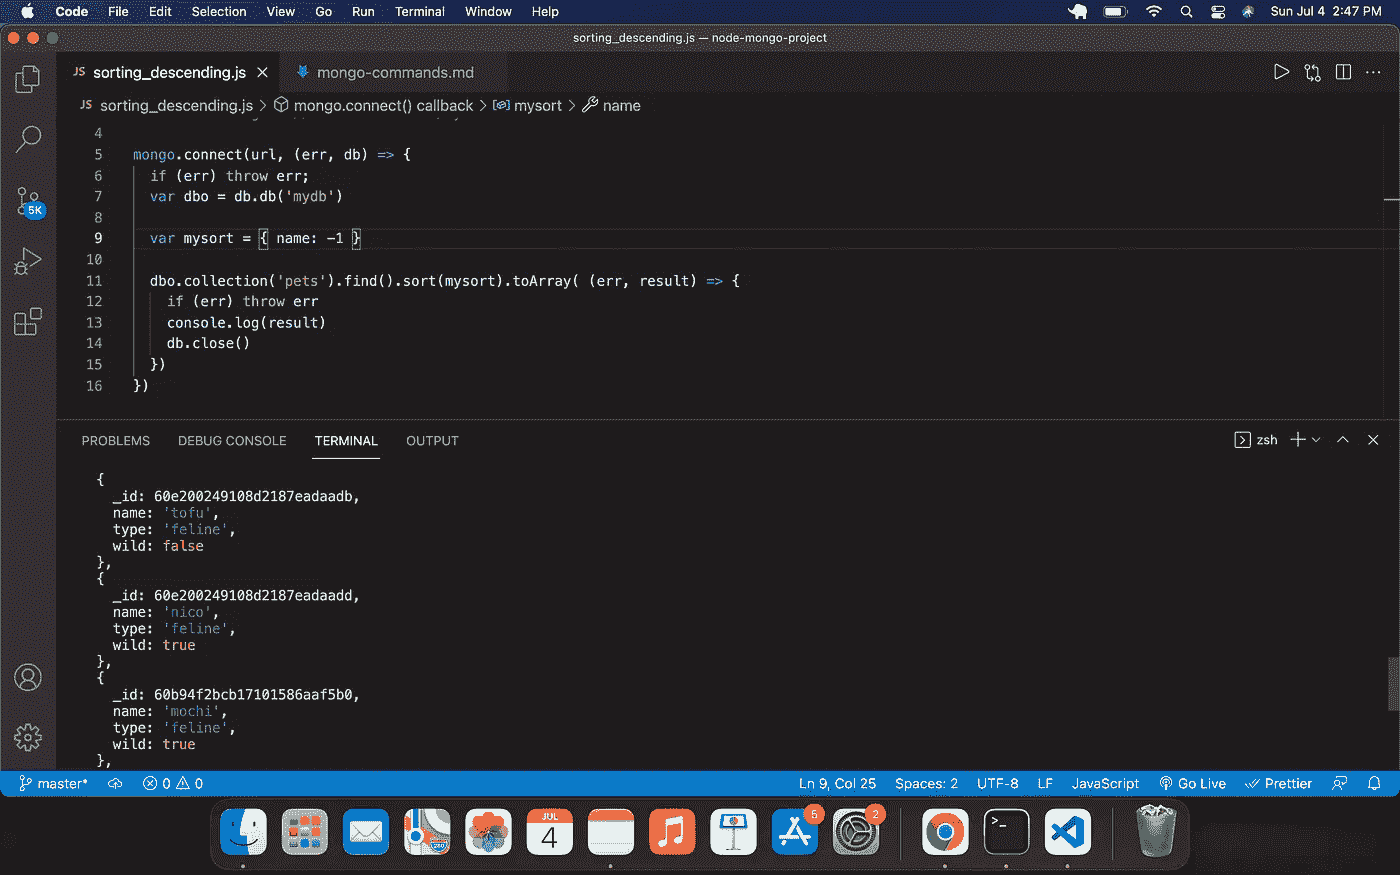 Code File Edit Selection View Go Run Terminal Window Help Sun Jul 4 2:47 PM
sorting_descending.js — node-mongo-project
JS sorting_descending.js mongo-commands.md
JS sorting_descending.js > mongo.connect() callback > mysort > name
4
5 mongo.connect(url, (err, db) => {
6 if (err) throw err;
7 var dbo = db.db('mydb')
8
9 var mysort = { name: -1 }
10
11 dbo.collection('pets').find().sort(mysort).toArray( (err, result) => {
12 if (err) throw err
13 console.log(result)
14 db.close()
15 })
16 })
5K
PROBLEMS DEBUG CONSOLE TERMINAL OUTPUT zsh
{
_id: 60e200249108d2187eadaadb,
name: 'tofu',
type: 'feline',
wild: false
},
{
_id: 60e200249108d2187eadaadd,
name: 'nico',
type: 'feline',
wild: true
},
{
_id: 60b94f2bcb17101586aaf5b0,
name: 'mochi',
type: 'feline',
wild: true
},
master* 0 0 Ln 9, Col 25 Spaces: 2 UTF-8 LF JavaScript Go Live Prettier
JUL
4
5
2
>_